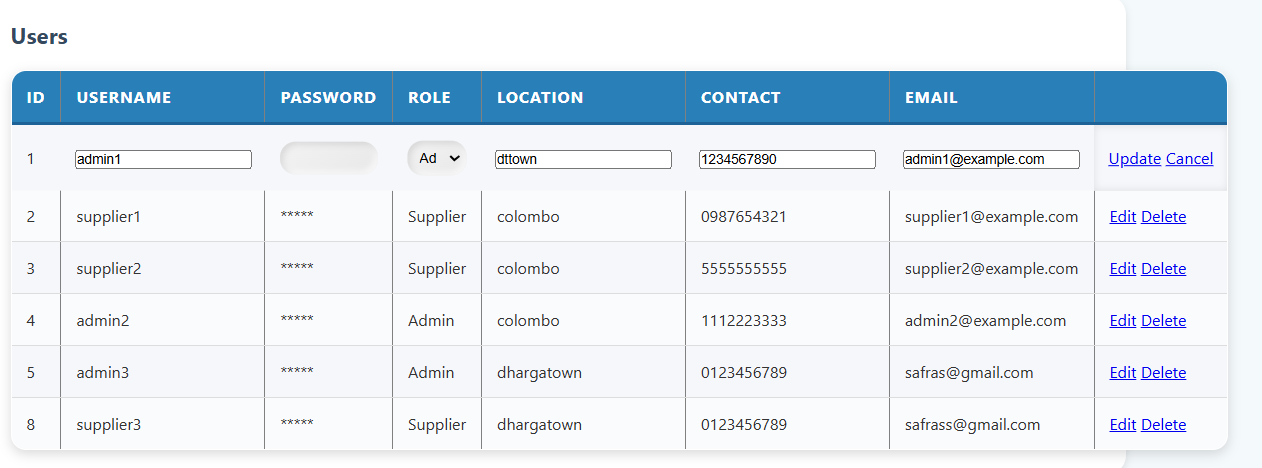 Users
ID USERNAME PASSWORD ROLE LOCATION CONTACT EMAIL
1 admin1 Ad dttown 1234567890 admin1@example.com Update Cancel
2 supplier1 ***** Supplier colombo 0987654321 supplier1@example.com Edit Delete
3 supplier2 ***** Supplier colombo 5555555555 supplier2@example.com Edit Delete
4 admin2 ***** Admin colombo 1112223333 admin2@example.com Edit Delete
5 admin3 ***** Admin dhargatown 0123456789 safras@gmail.com Edit Delete
8 supplier3 ***** Supplier dhargatown 0123456789 safrass@gmail.com Edit Delete